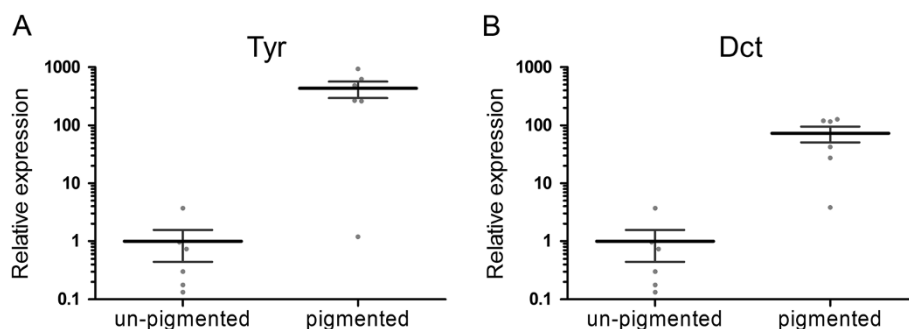 A
Tyr
Relative expression
1000
100
10
1
0.1
un-pigmented
pigmented
B
Dct
Relative expression
1000
100
10
1
0.1
un-pigmented
pigmented